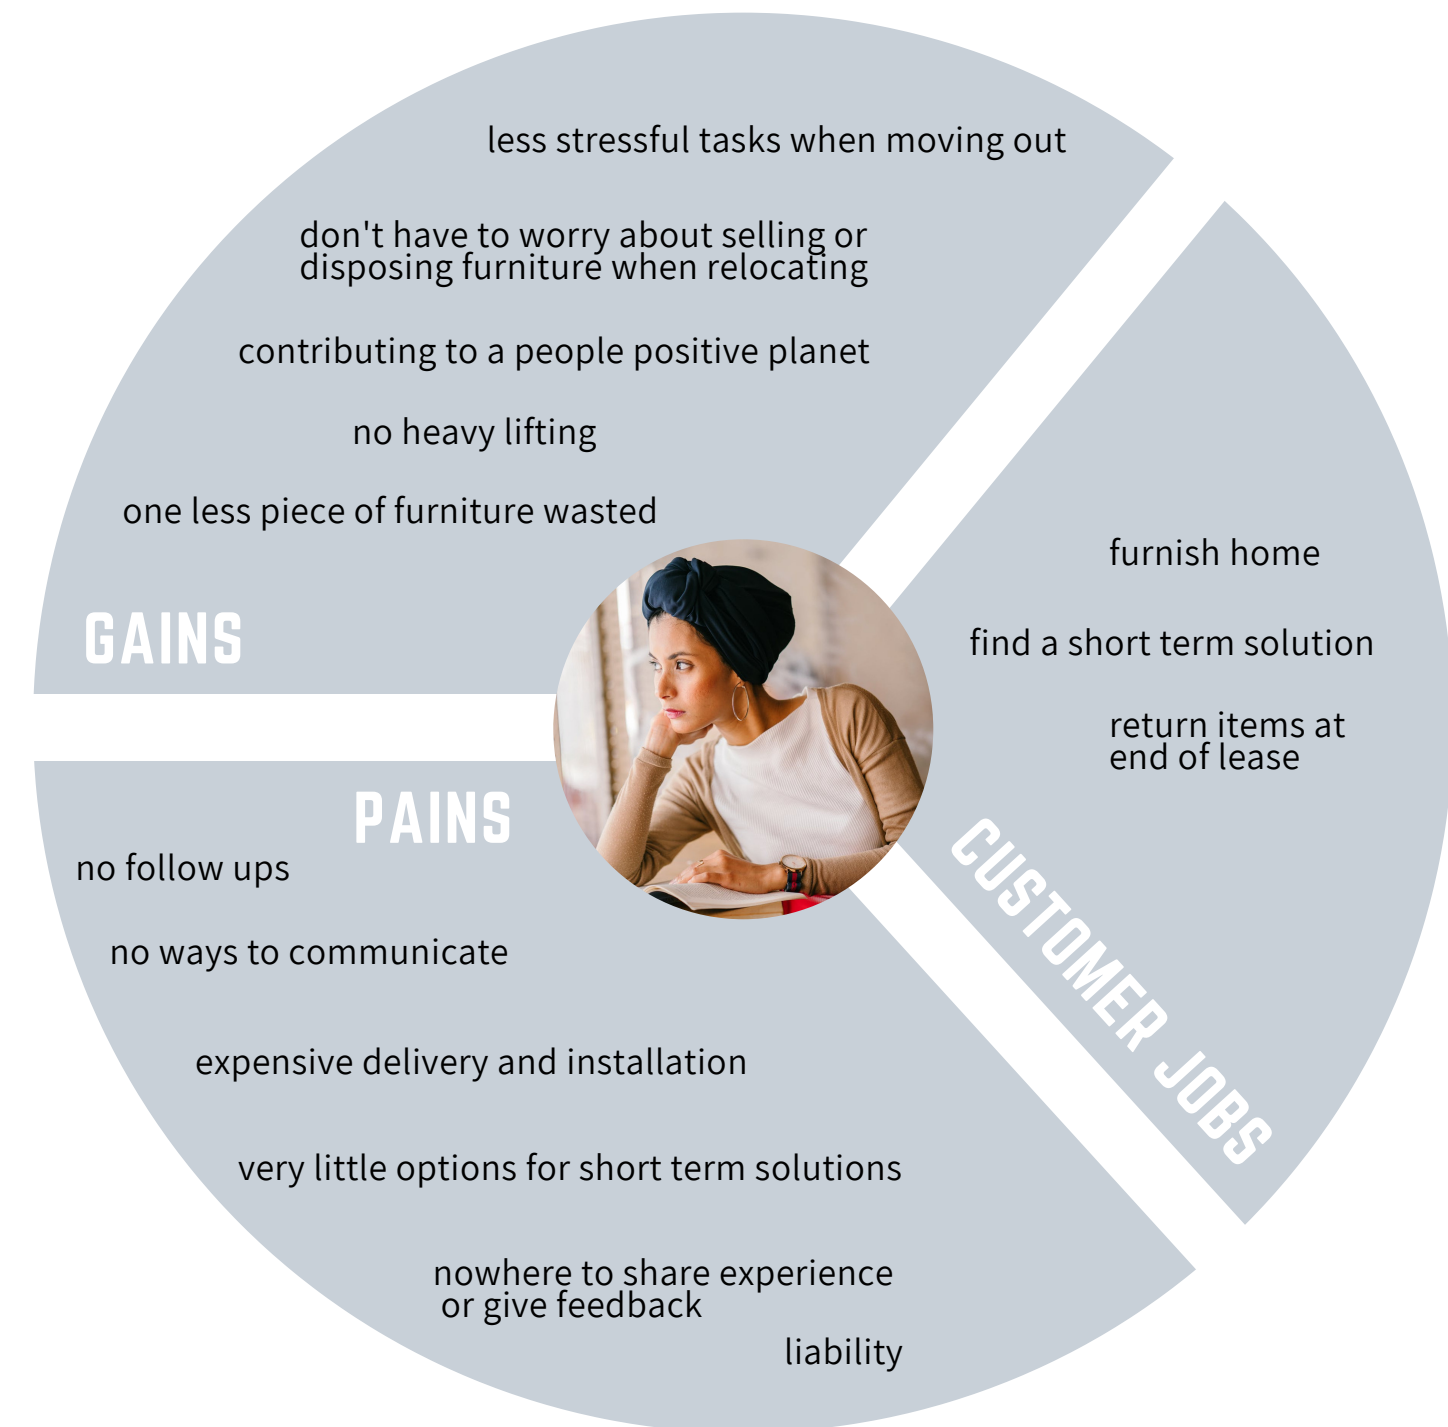 less stressful tasks when moving out
don't have to worry about selling or
disposing furniture when relocating
contributing to a people positive planet
no heavy lifting
one less piece of furniture wasted
GAINS
furnish home
find a short term solution
return items at
end of lease
CUSTOMER JOBS
PAINS
no follow ups
no ways to communicate
expensive delivery and installation
very little options for short term solutions
nowhere to share experience
or give feedback
liability